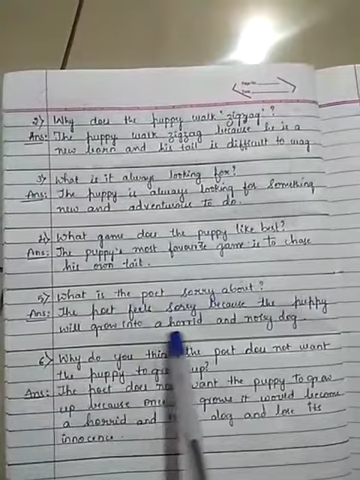 2) Why does the puppy walk 'zigzag'?
Ans: The puppy walk zigzag because he is a
new born and his tail is difficult to wag
3) What is it always looking for?
Ans: The puppy is always looking for something
new and adventurous to do.
4) What game does the puppy like best?
Ans: The puppy's most favourite game is to chase
his own tail.
5) What is the poet sorry about?
Ans: The poet feels sorry because the puppy
will grow into a horrid and noisy dog.
6) Why do you think the poet does not want
the puppy to grow up?
Ans: The poet does not want the puppy to grow
up because once grows it would become
a horrid and dog and lose its
innocence.